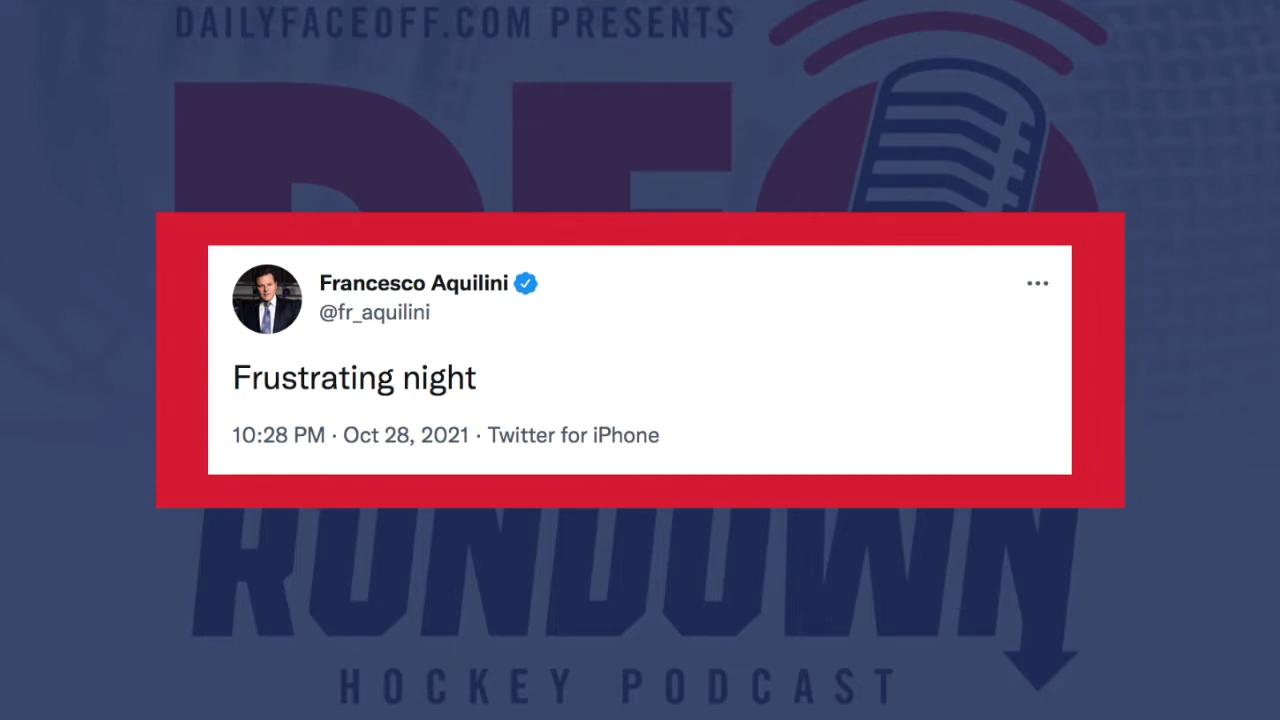 DAILYFACEOFF.COM PRESENTS
DFO
Francesco Aquilini
@fr_aquilini
Frustrating night
10:28 PM · Oct 28, 2021 · Twitter for iPhone
RUNDOWN
HOCKEY PODCAST